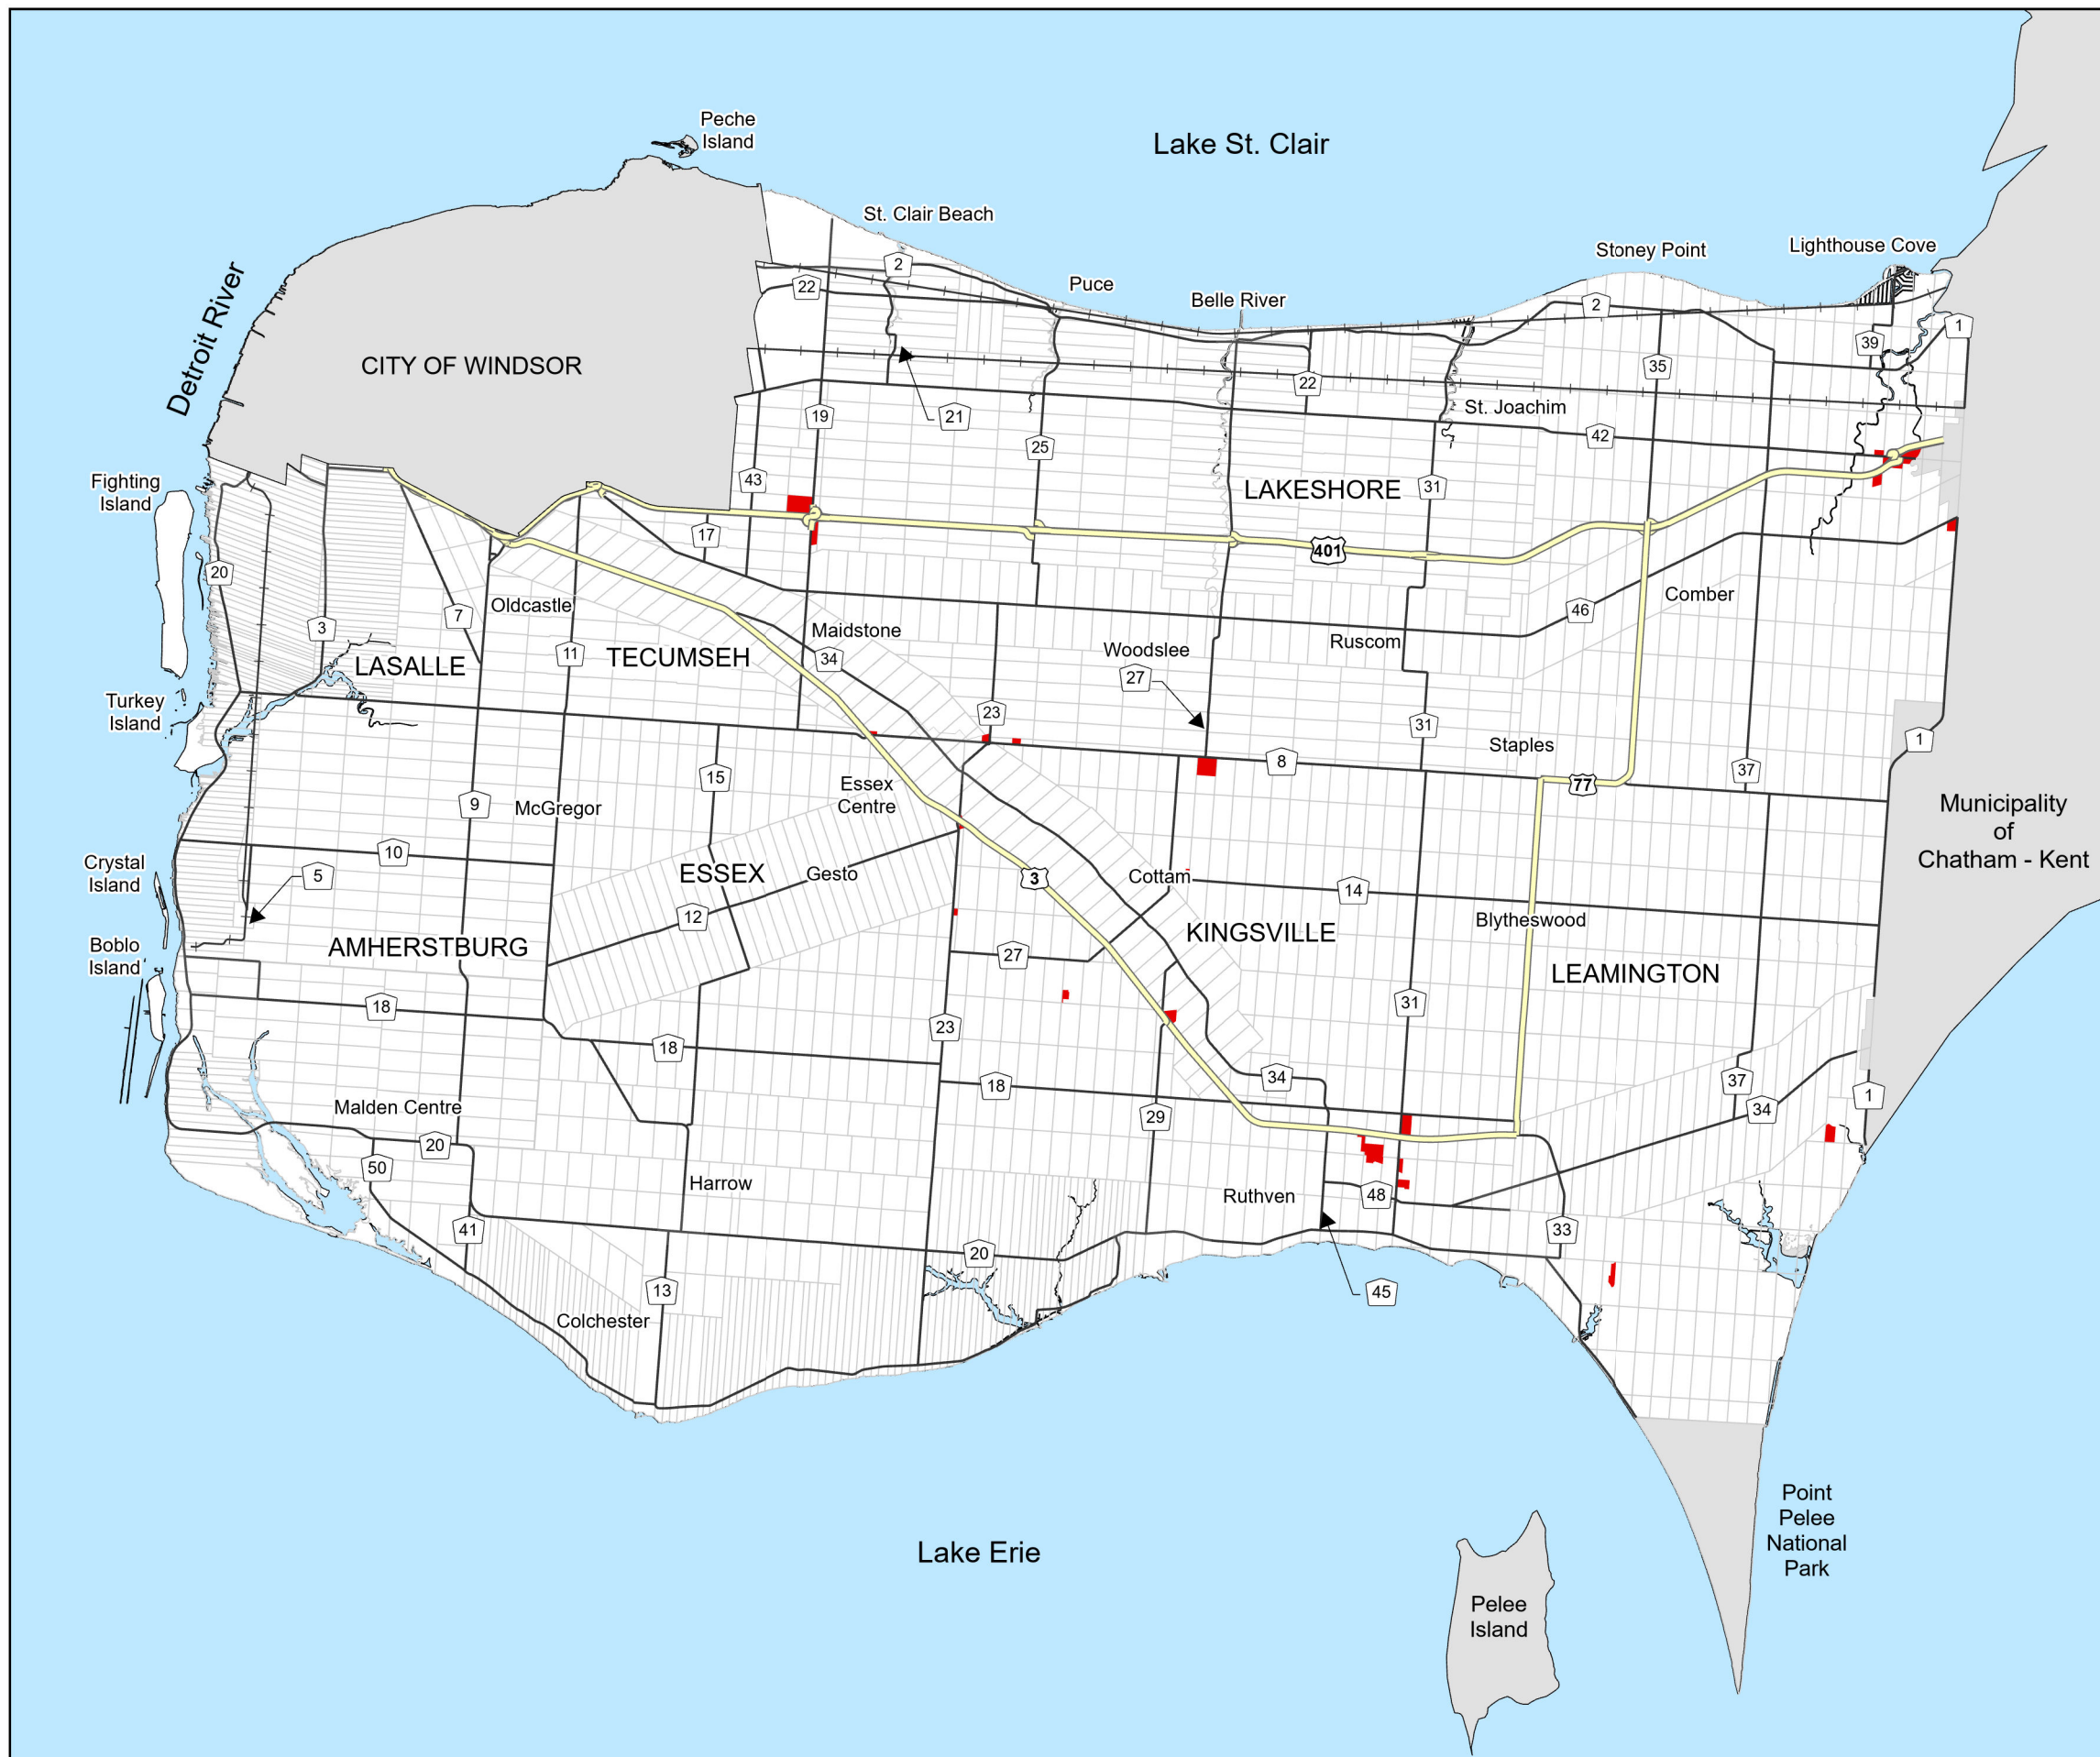 Peche
Island
Lake St. Clair
St. Clair Beach
Stoney Point
Lighthouse Cove
2
22
Puce
Belle River
2
1
39
Detroit River
CITY OF WINDSOR
35
22
19
21
St. Joachim
42
25
Fighting
Island
43
LAKESHORE
31
17
401
20
Oldcastle
7
Comber
46
3
Maidstone
11
TECUMSEH
34
Woodslee
Ruscom
LASALLE
27
Turkey
Island
23
31
Staples
1
8
15
37
77
Essex
Centre
9
McGregor
Municipality
of
Chatham - Kent
10
Crystal
Island
5
ESSEX
Gesto
3
Cottam
14
12
Blytheswood
Boblo
Island
AMHERSTBURG
KINGSVILLE
27
LEAMINGTON
18
31
23
18
34
18
37
34
1
Malden Centre
29
20
50
Harrow
Ruthven
48
41
33
20
13
45
Colchester
Point
Pelee
National
Park
Lake Erie
Pelee
Island